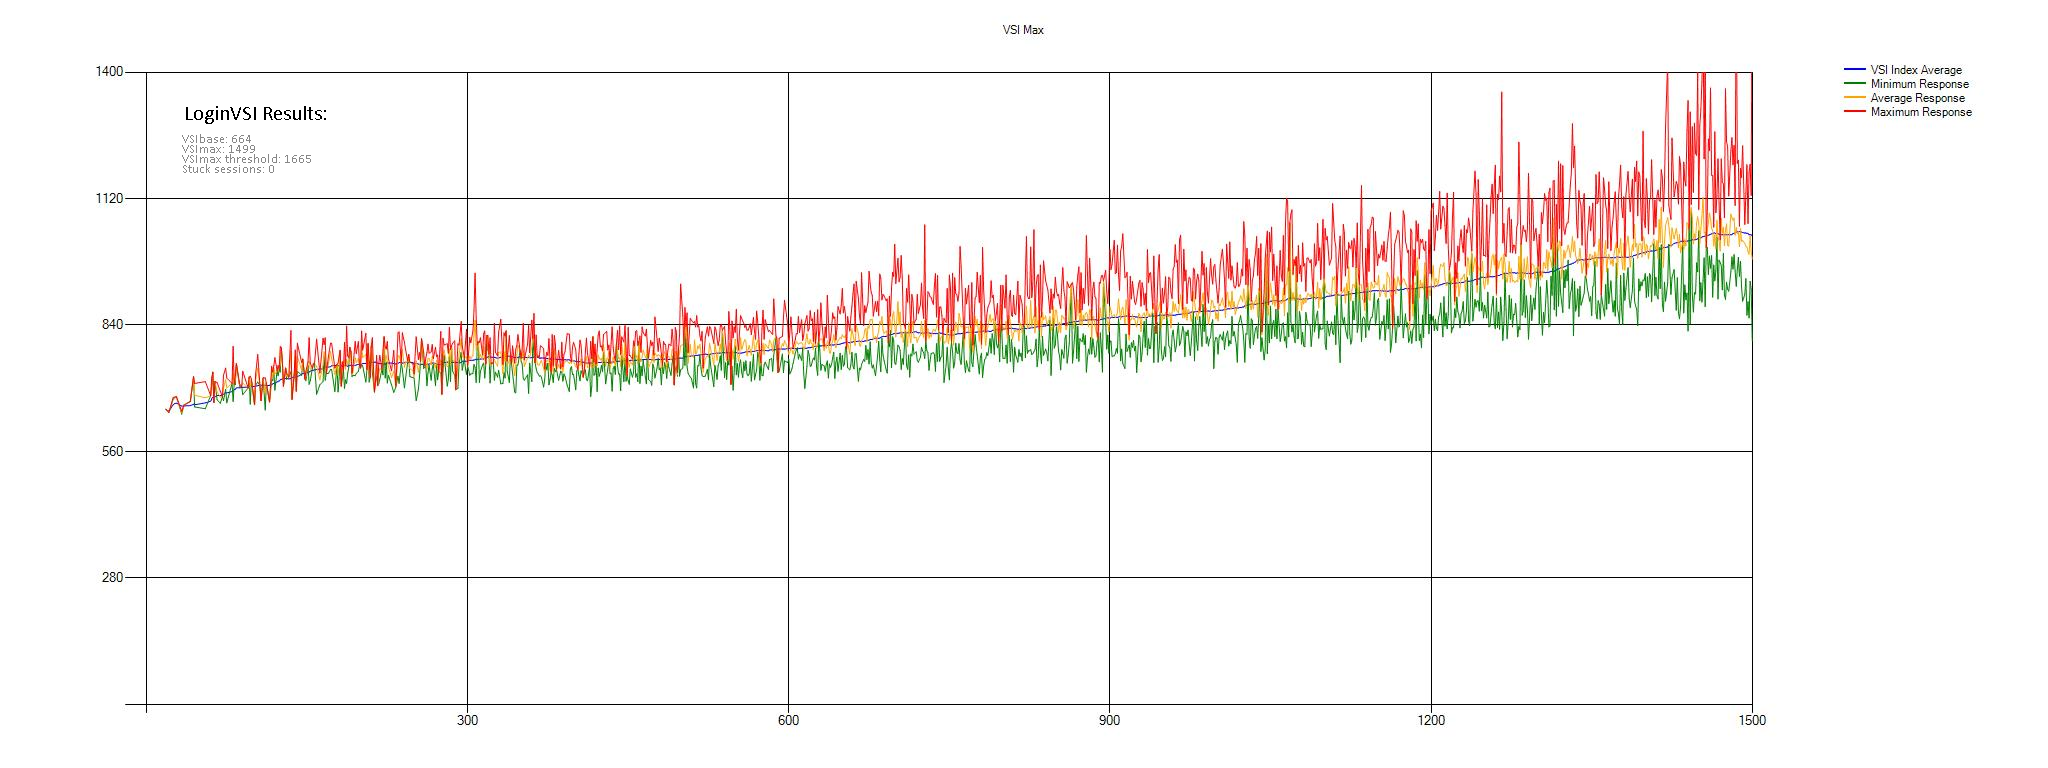 VSI Max
1400
1120
840
560
280
300
600
900
1200
1500
LoginVSI Results:
VSIbase: 664
VSImax: 1499
VSImax threshold: 1665
Stuck sessions: 0
VSI Index Average
Minimum Response
Average Response
Maximum Response